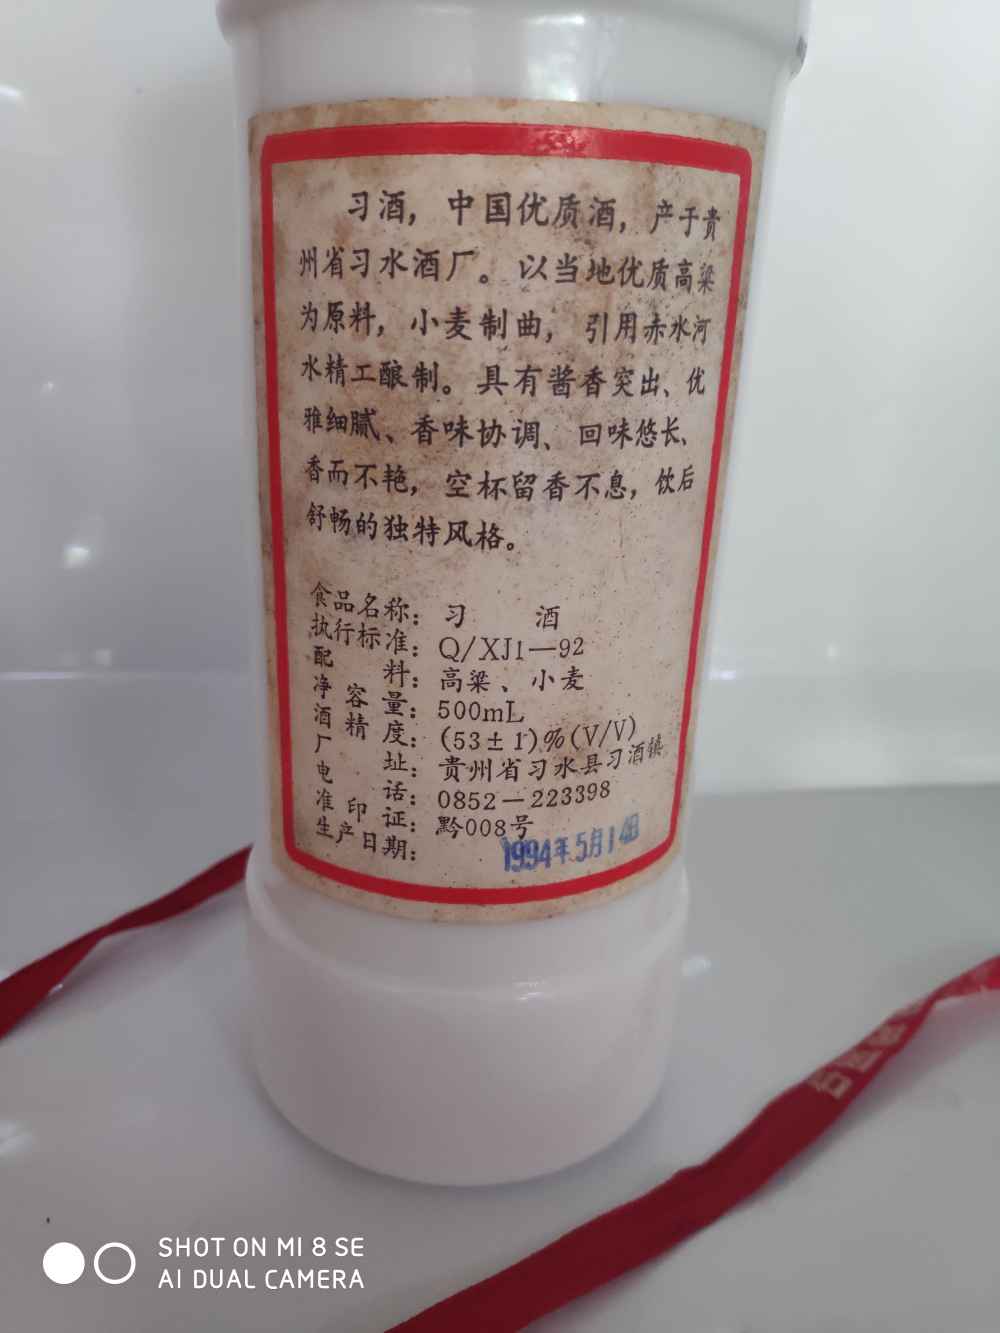 习酒，中国优质酒，产于贵
州省习水酒厂。以当地优质高粱
为原料，小麦制曲，引用赤水河
水精工酿制。具有酱香突出、优
雅细腻、香味协调、回味悠长、
香而不艳，空杯留香不息，饮后
舒畅的独特风格。
食品名称：习 酒
执行标准：Q/XJ1—92
配 料：高粱、小麦
净 容 量：500mL
酒 精 度：(53±1)%(V/V)
厂 址：贵州省习水县习酒镇
电 话：0852—223398
准 印 证：黔008号
生产日期：1994年5月14日
SHOT ON MI 8 SE
AI DUAL CAMERA